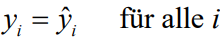 yᵢ = ŷᵢ für alle i